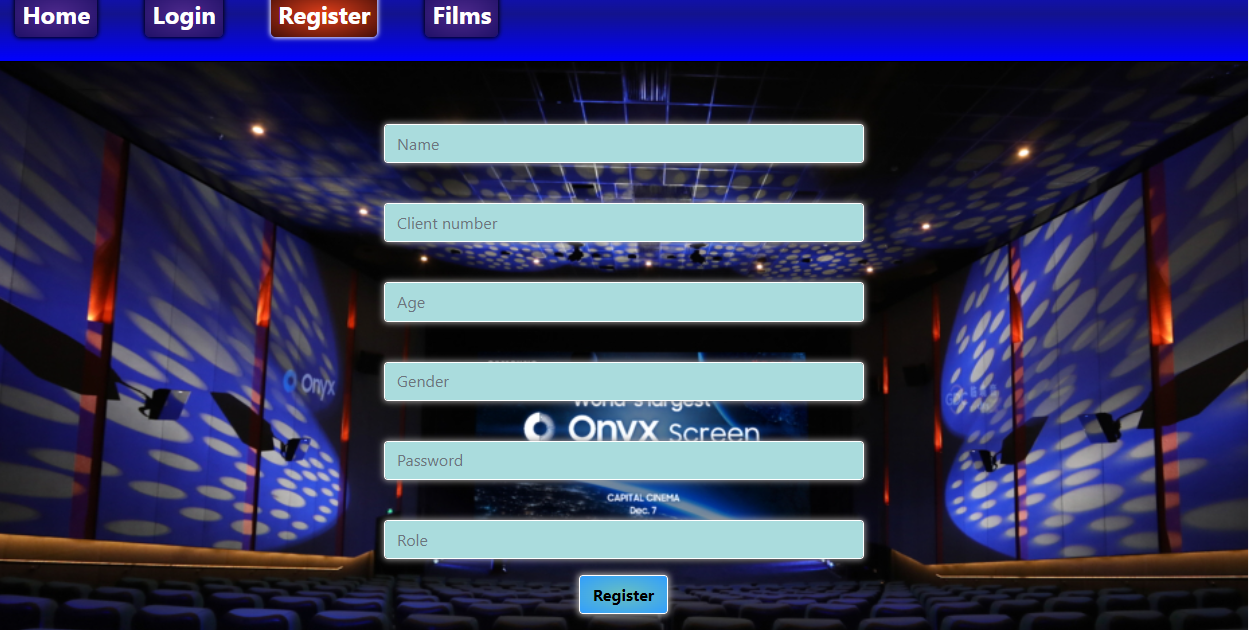 Home Login Register Films
Name
Client number
Age
Onyx
Gender
World's largest
Onyx Screen
Password
CAPITAL CINEMA
Dec. 7
Role
Register